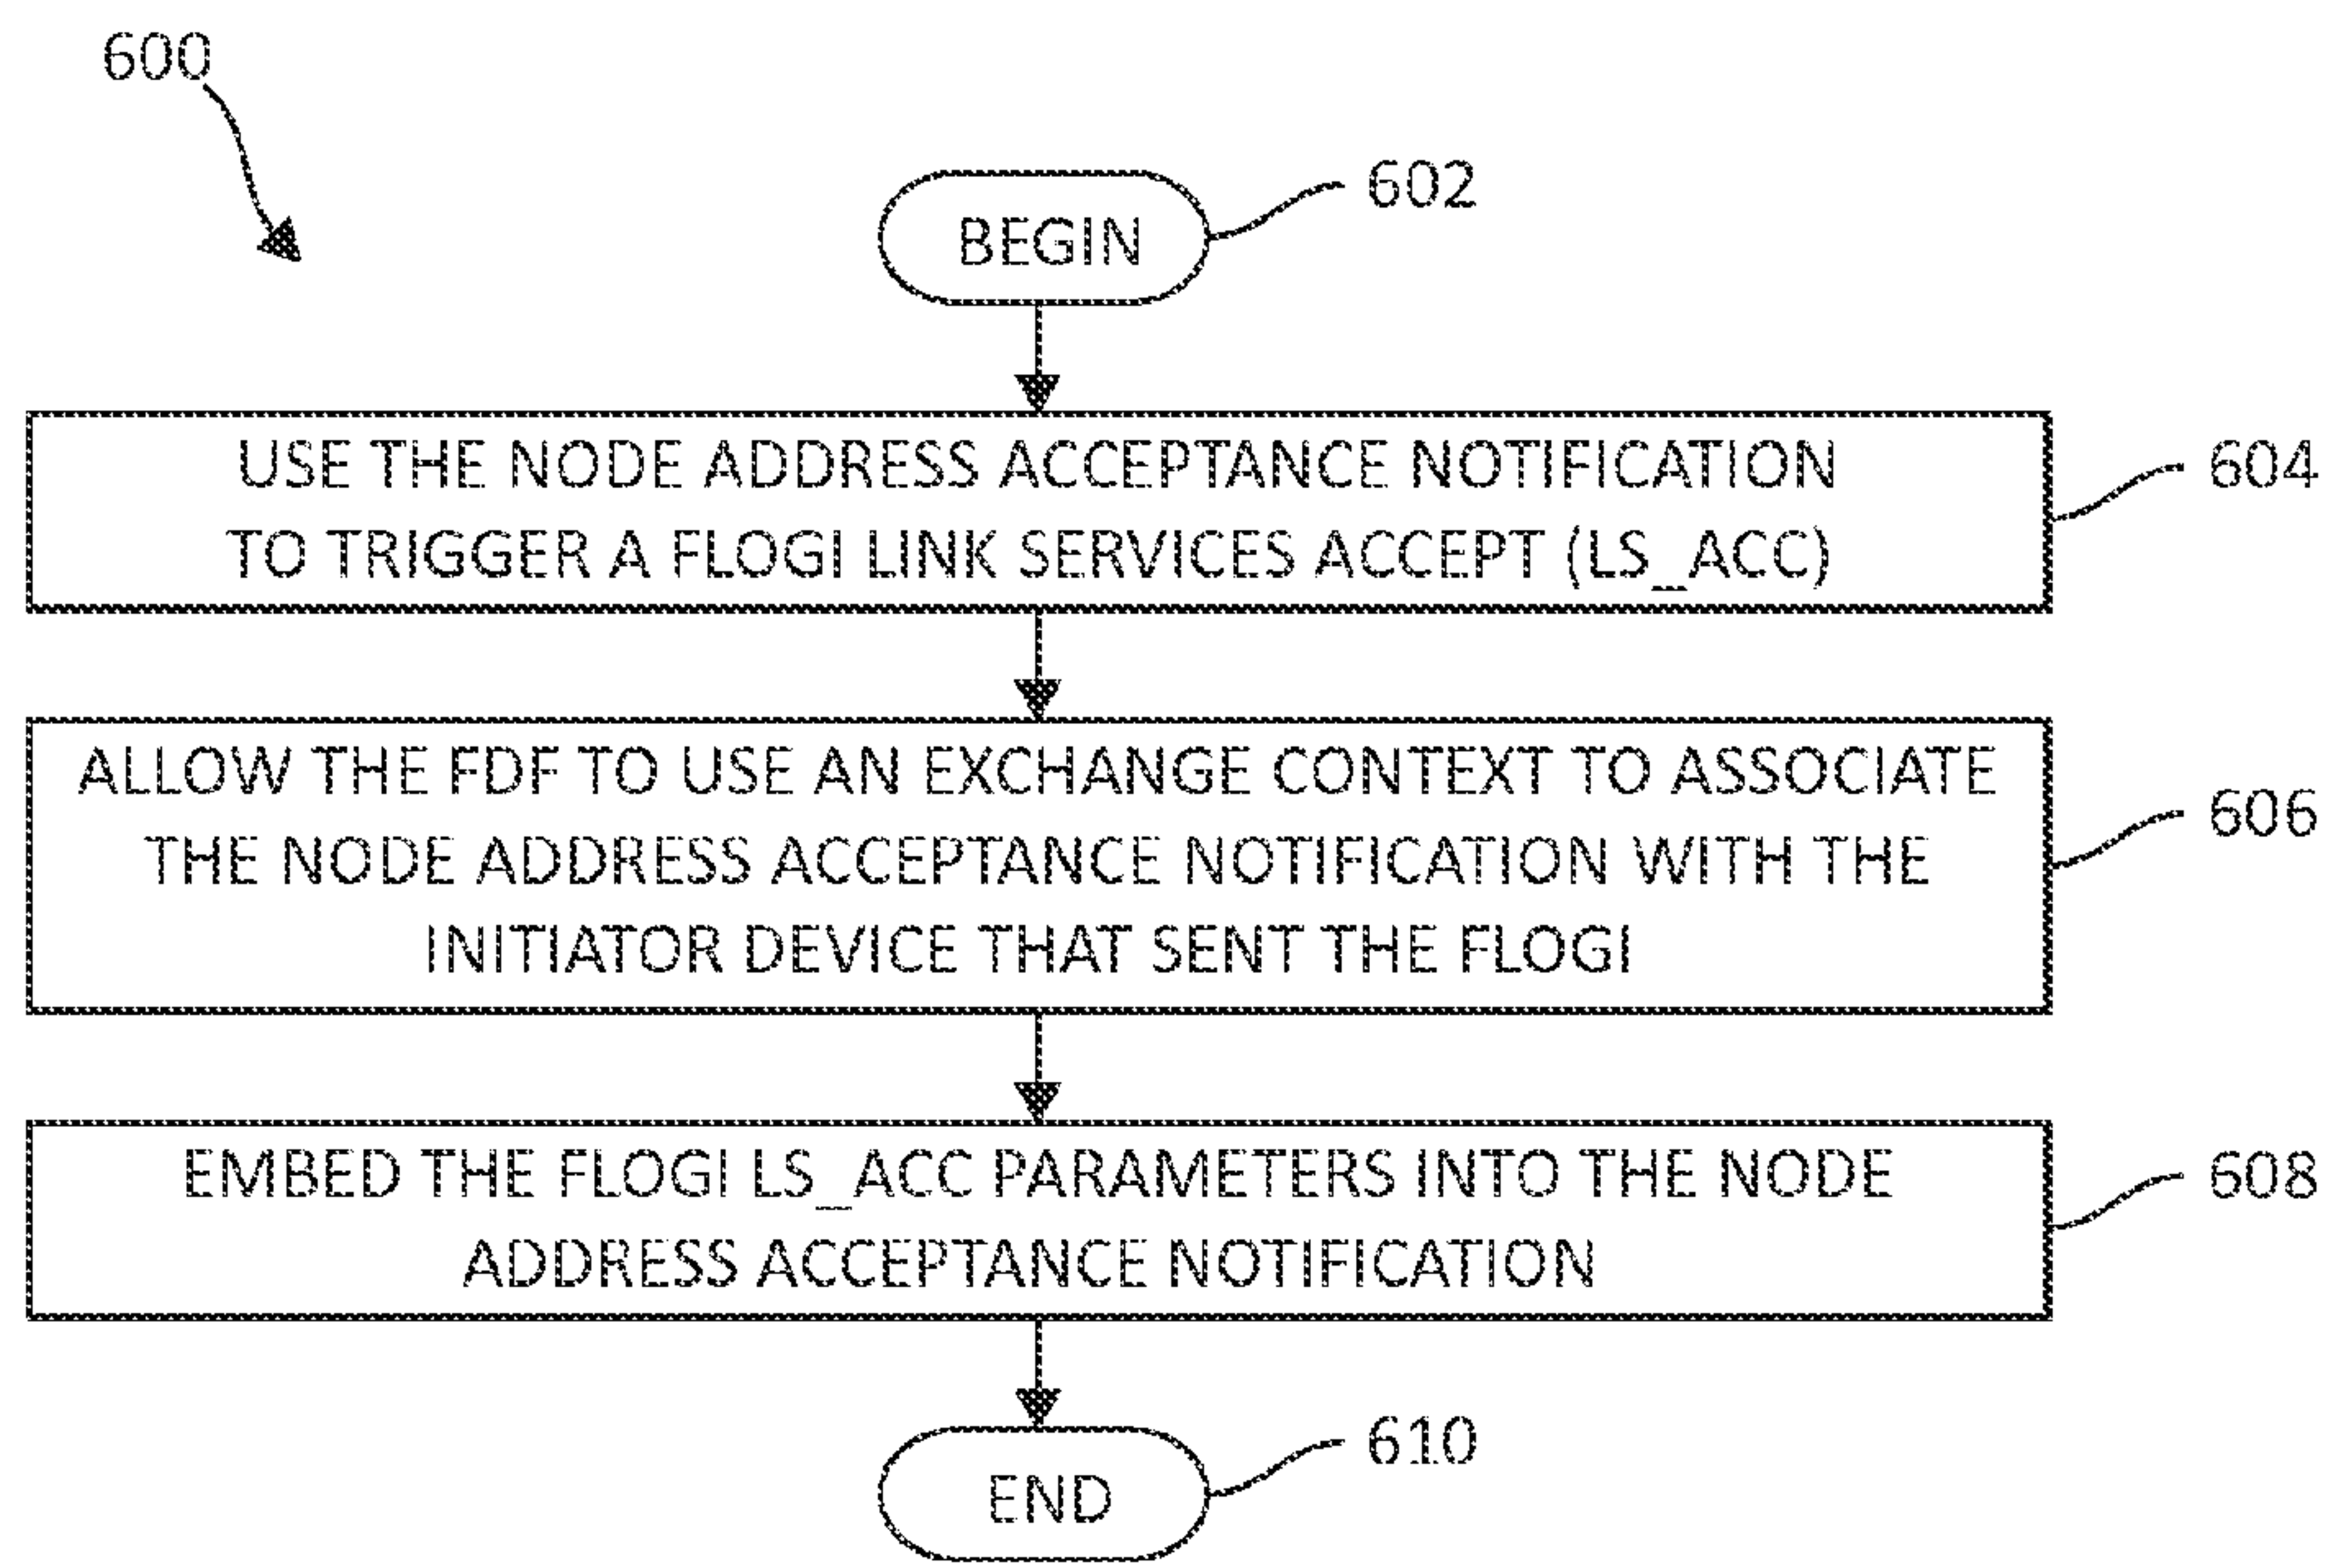 600
BEGIN
602
USE THE NODE ADDRESS ACCEPTANCE NOTIFICATION
TO TRIGGER A FLOGI LINK SERVICES ACCEPT (LS_ACC)
604
ALLOW THE FDF TO USE AN EXCHANGE CONTEXT TO ASSOCIATE
THE NODE ADDRESS ACCEPTANCE NOTIFICATION WITH THE
INITIATOR DEVICE THAT SENT THE FLOGI
606
EMBED THE FLOGI LS_ACC PARAMETERS INTO THE NODE
ADDRESS ACCEPTANCE NOTIFICATION
608
END
610